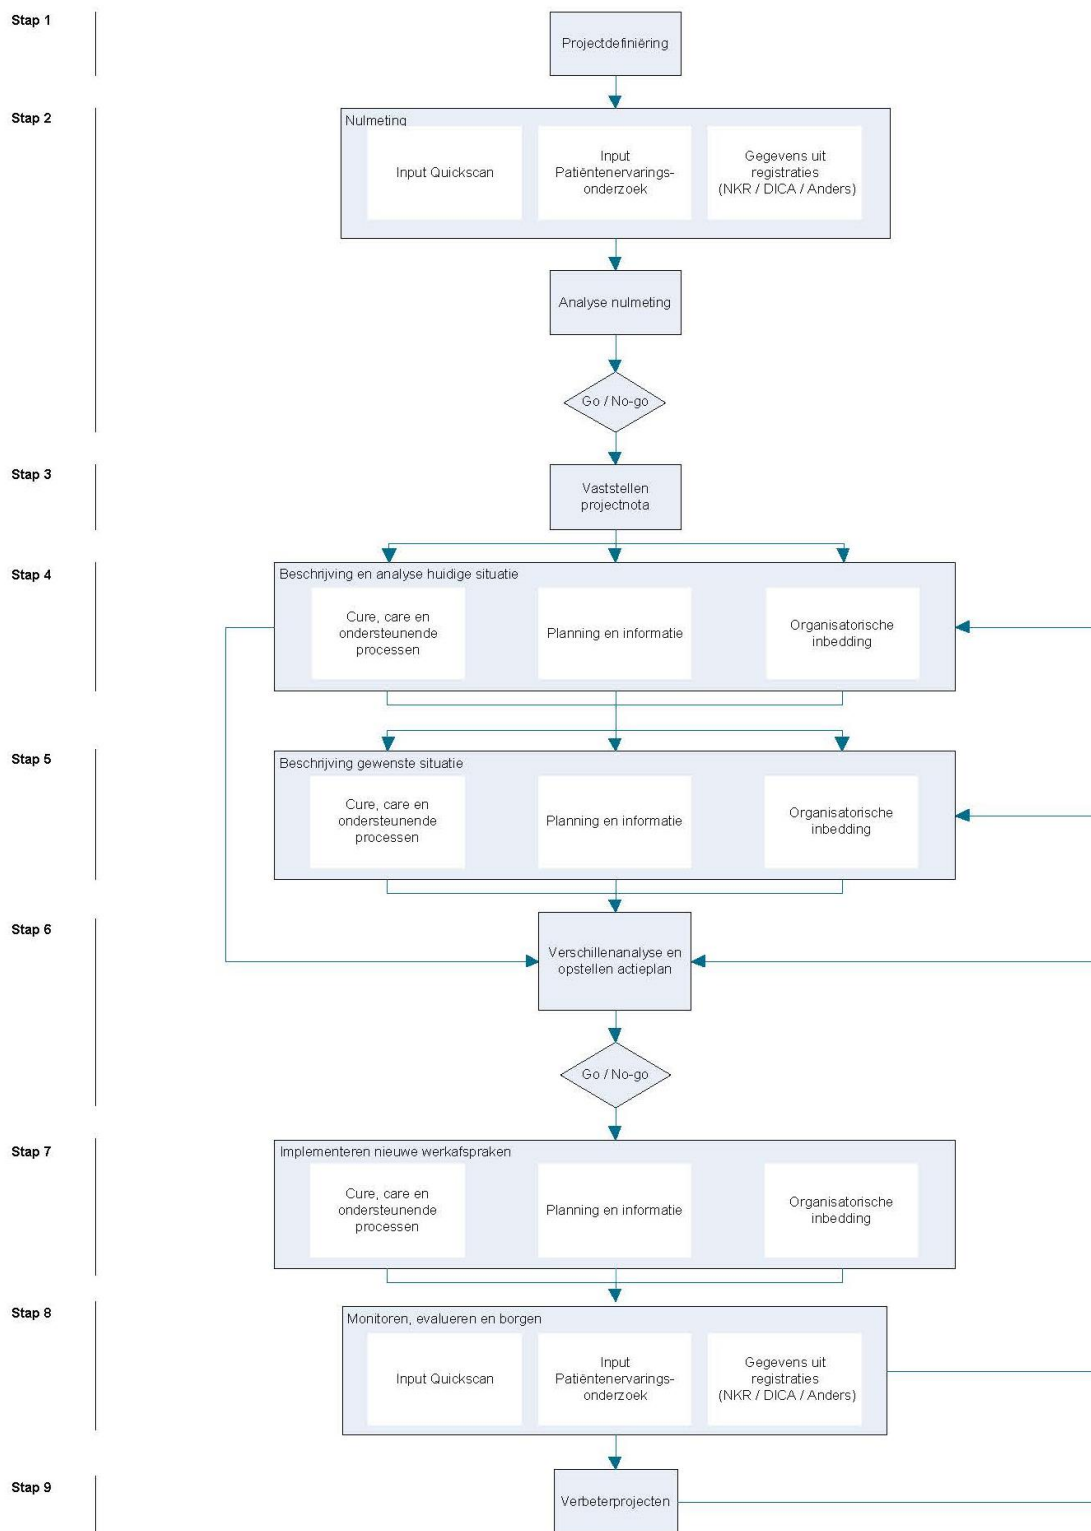 Stap 1
Projectdefiniëring
Stap 2
Nulmeting
Input Quickscan
Input
Patiëntenervarings-
onderzoek
Gegevens uit
registraties
(NKR / DICA / Anders)
Analyse nulmeting
Go / No-go
Stap 3
Vaststellen
projectnota
Stap 4
Beschrijving en analyse huidige situatie
Cure, care en
ondersteunende
processen
Planning en informatie
Organisatorische
inbedding
Stap 5
Beschrijving gewenste situatie
Cure, care en
ondersteunende
processen
Planning en informatie
Organisatorische
inbedding
Stap 6
Verschillenanalyse en
opstellen actieplan
Go / No-go
Stap 7
Implementeren nieuwe werkafspraken
Cure, care en
ondersteunende
processen
Planning en informatie
Organisatorische
inbedding
Stap 8
Monitoren, evalueren en borgen
Input Quickscan
Input
Patiëntenervarings-
onderzoek
Gegevens uit
registraties
(NKR / DICA / Anders)
Stap 9
Verbeterprojecten